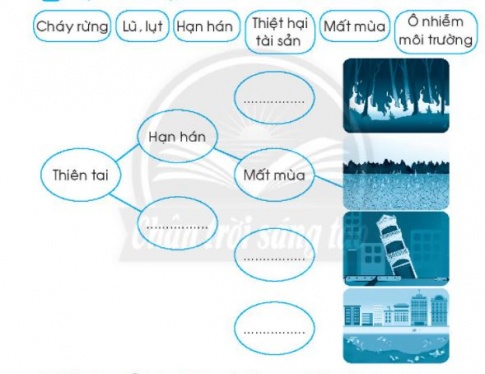 Cháy rừng
Lũ, lụt
Hạn hán
Thiệt hại
tài sản
Mất mùa
Ô nhiễm
môi trường
...............
Hạn hán
Thiên tai
Mất mùa
...............
Chân trời sáng tạo
...............
...............